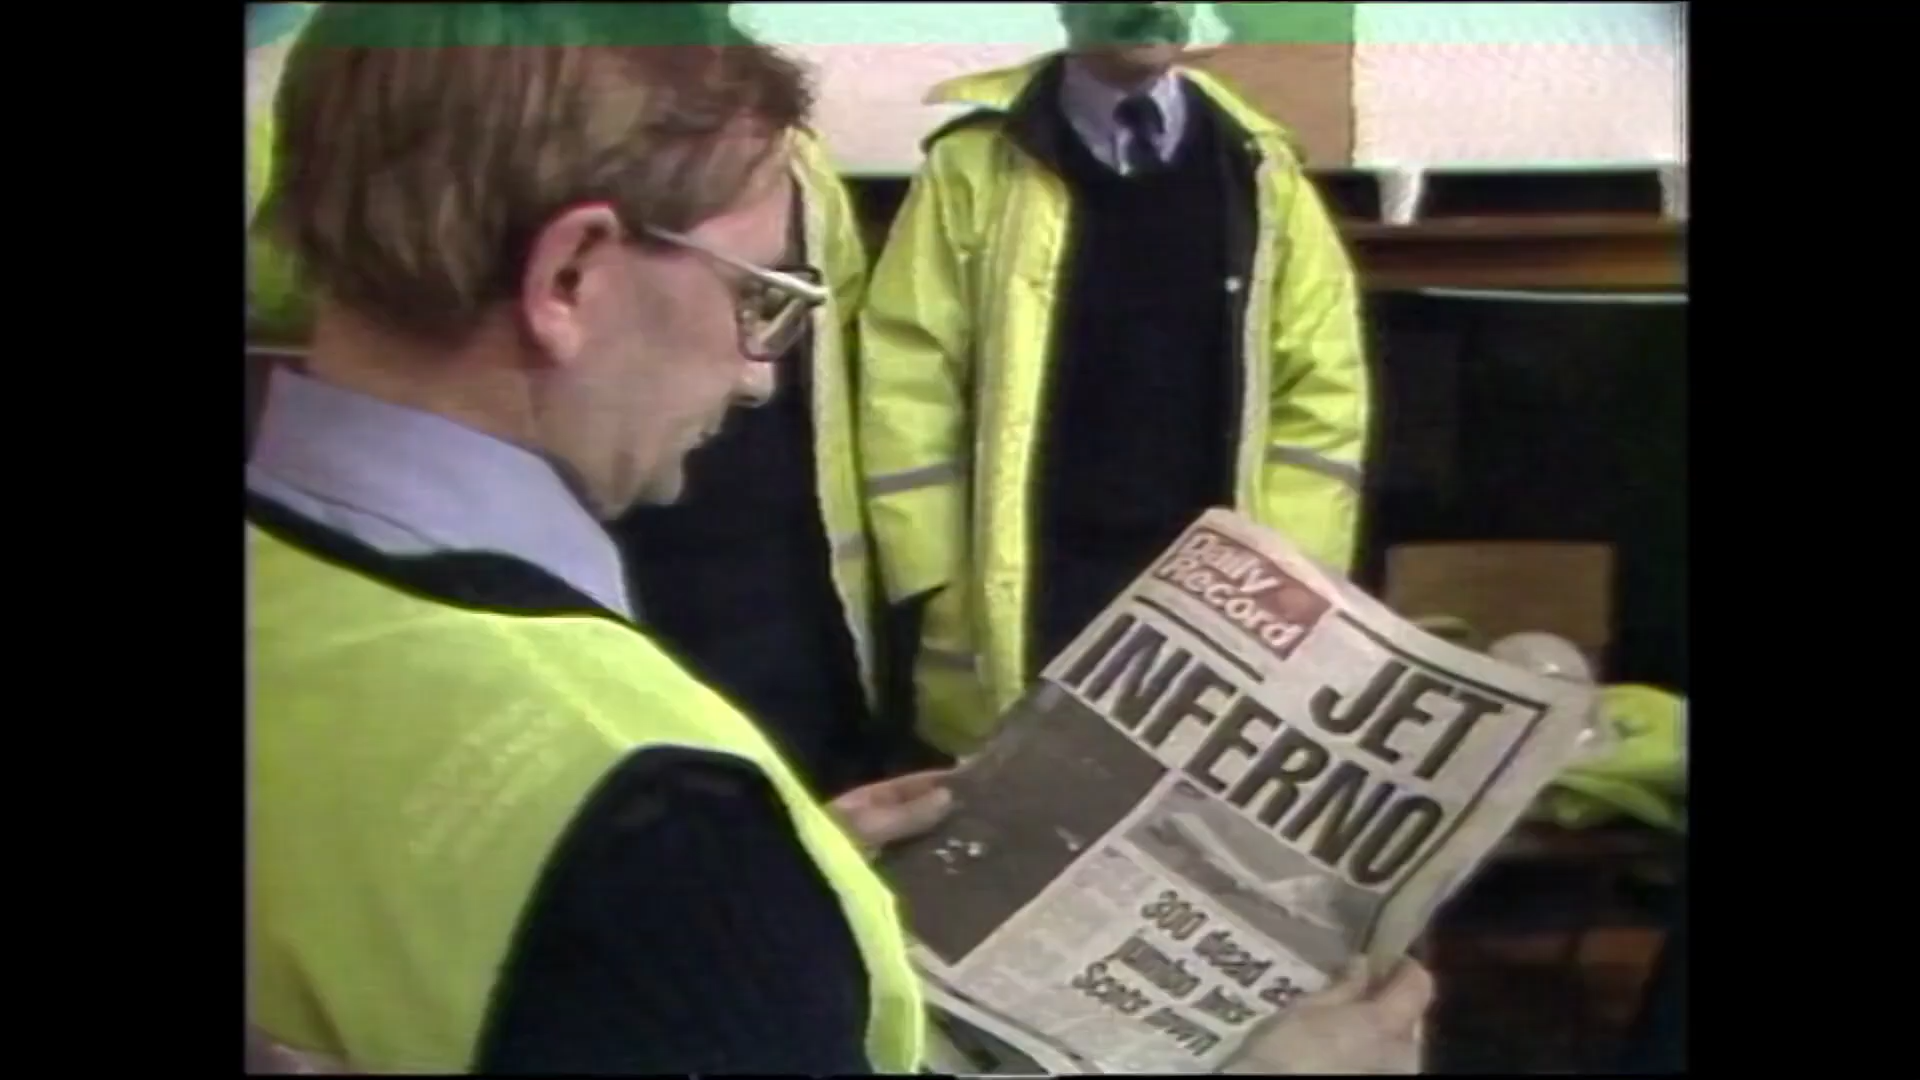 Daily
Record
JET
INFERNO
300 dead as
jumbo hits
Scots town